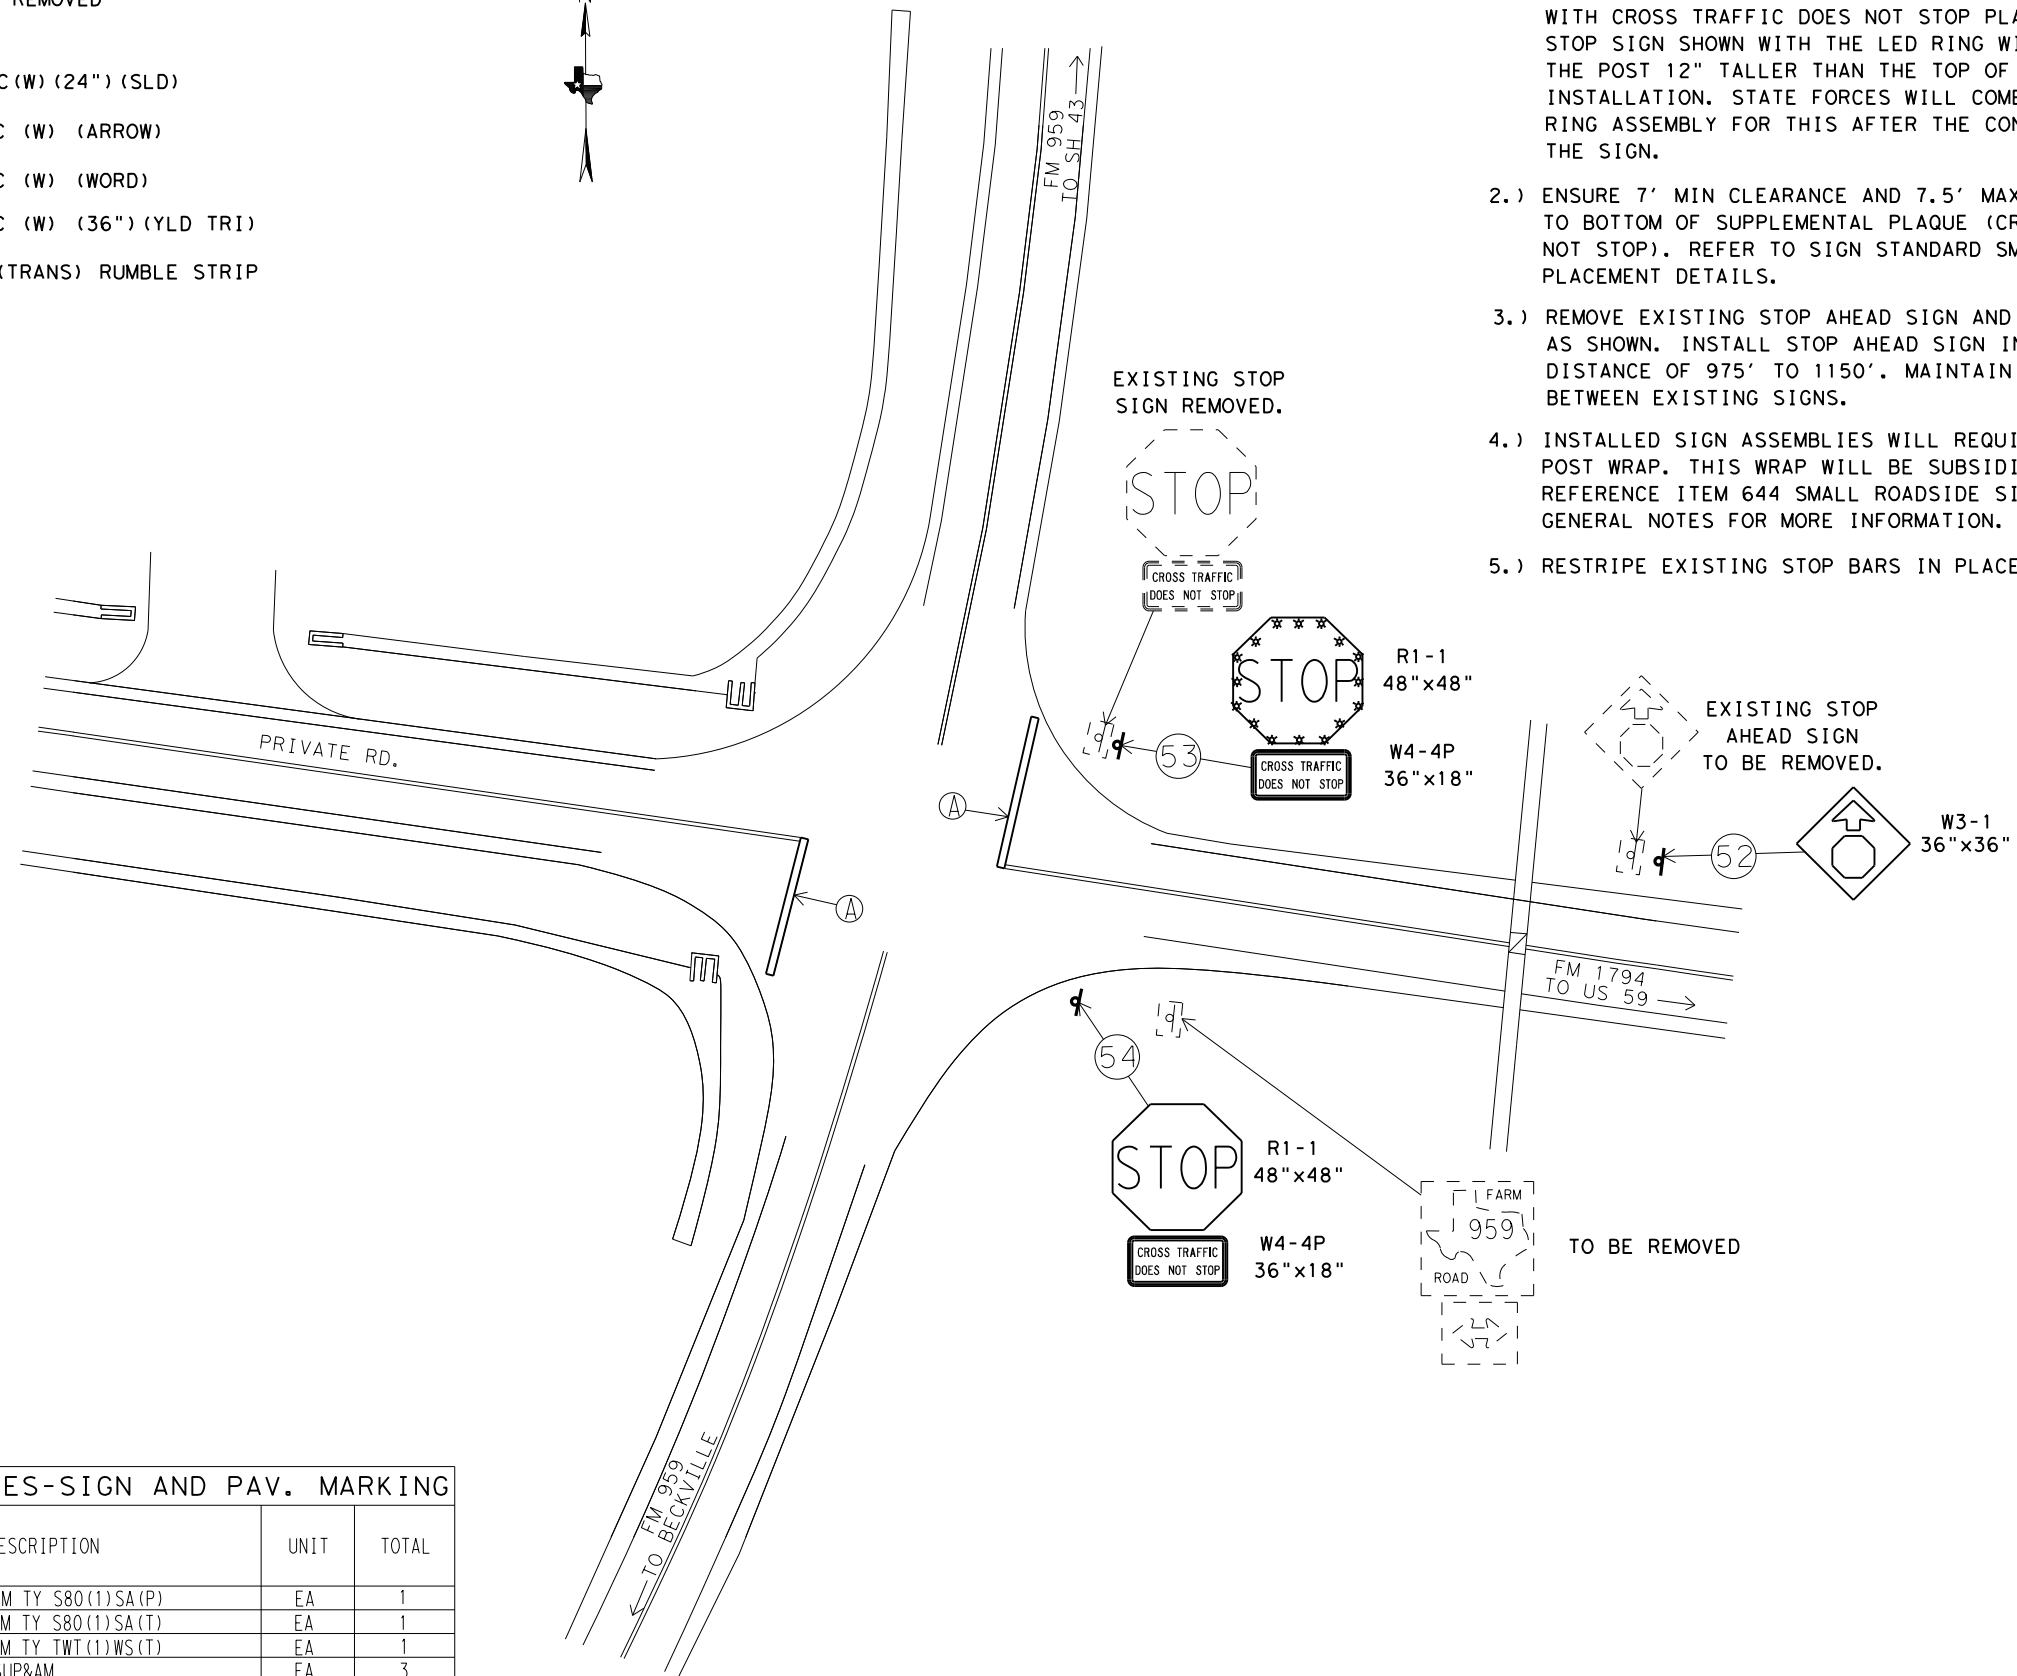 REMOVED
C(W)(24")(SLD)
C (W) (ARROW)
C (W) (WORD)
C (W) (36")(YLD TRI)
(TRANS) RUMBLE STRIP
WITH CROSS TRAFFIC DOES NOT STOP
STOP SIGN SHOWN WITH THE LED RING
THE POST 12" TALLER THAN THE TOP OF
INSTALLATION. STATE FORCES WILL
RING ASSEMBLY FOR THIS AFTER THE
THE SIGN.
2.) ENSURE 7' MIN CLEARANCE AND 7.5' MAX
TO BOTTOM OF SUPPLEMENTAL PLAQUE
NOT STOP). REFER TO SIGN STANDARD
PLACEMENT DETAILS.
3.) REMOVE EXISTING STOP AHEAD SIGN AND
AS SHOWN. INSTALL STOP AHEAD SIGN
DISTANCE OF 975' TO 1150'. MAINTAIN
BETWEEN EXISTING SIGNS.
4.) INSTALLED SIGN ASSEMBLIES WILL
POST WRAP. THIS WRAP WILL BE
REFERENCE ITEM 644 SMALL ROADSIDE
GENERAL NOTES FOR MORE INFORMATION.
5.) RESTRIPE EXISTING STOP BARS IN PLACE
FM 959
TO SH 43
EXISTING STOP
SIGN REMOVED.
STOP
CROSS TRAFFIC
DOES NOT STOP
STOP
R1-1
48"x48"
CROSS TRAFFIC
DOES NOT STOP
W4-4P
36"x18"
53
EXISTING STOP
AHEAD SIGN
TO BE REMOVED.
W3-1
36"x36"
52
PRIVATE RD.
A
A
FM 1794
TO US 59
54
STOP
R1-1
48"x48"
CROSS TRAFFIC
DOES NOT STOP
W4-4P
36"x18"
FARM
959
ROAD
TO BE REMOVED
FM 959
TO BECKVILLE
ES-SIGN AND PAV. MARKING
ESCRIPTION UNIT TOTAL
M TY S80(1)SA(P) EA 1
M TY S80(1)SA(T) EA 1
M TY TWT(1)WS(T) EA 1
UP&AM EA 3